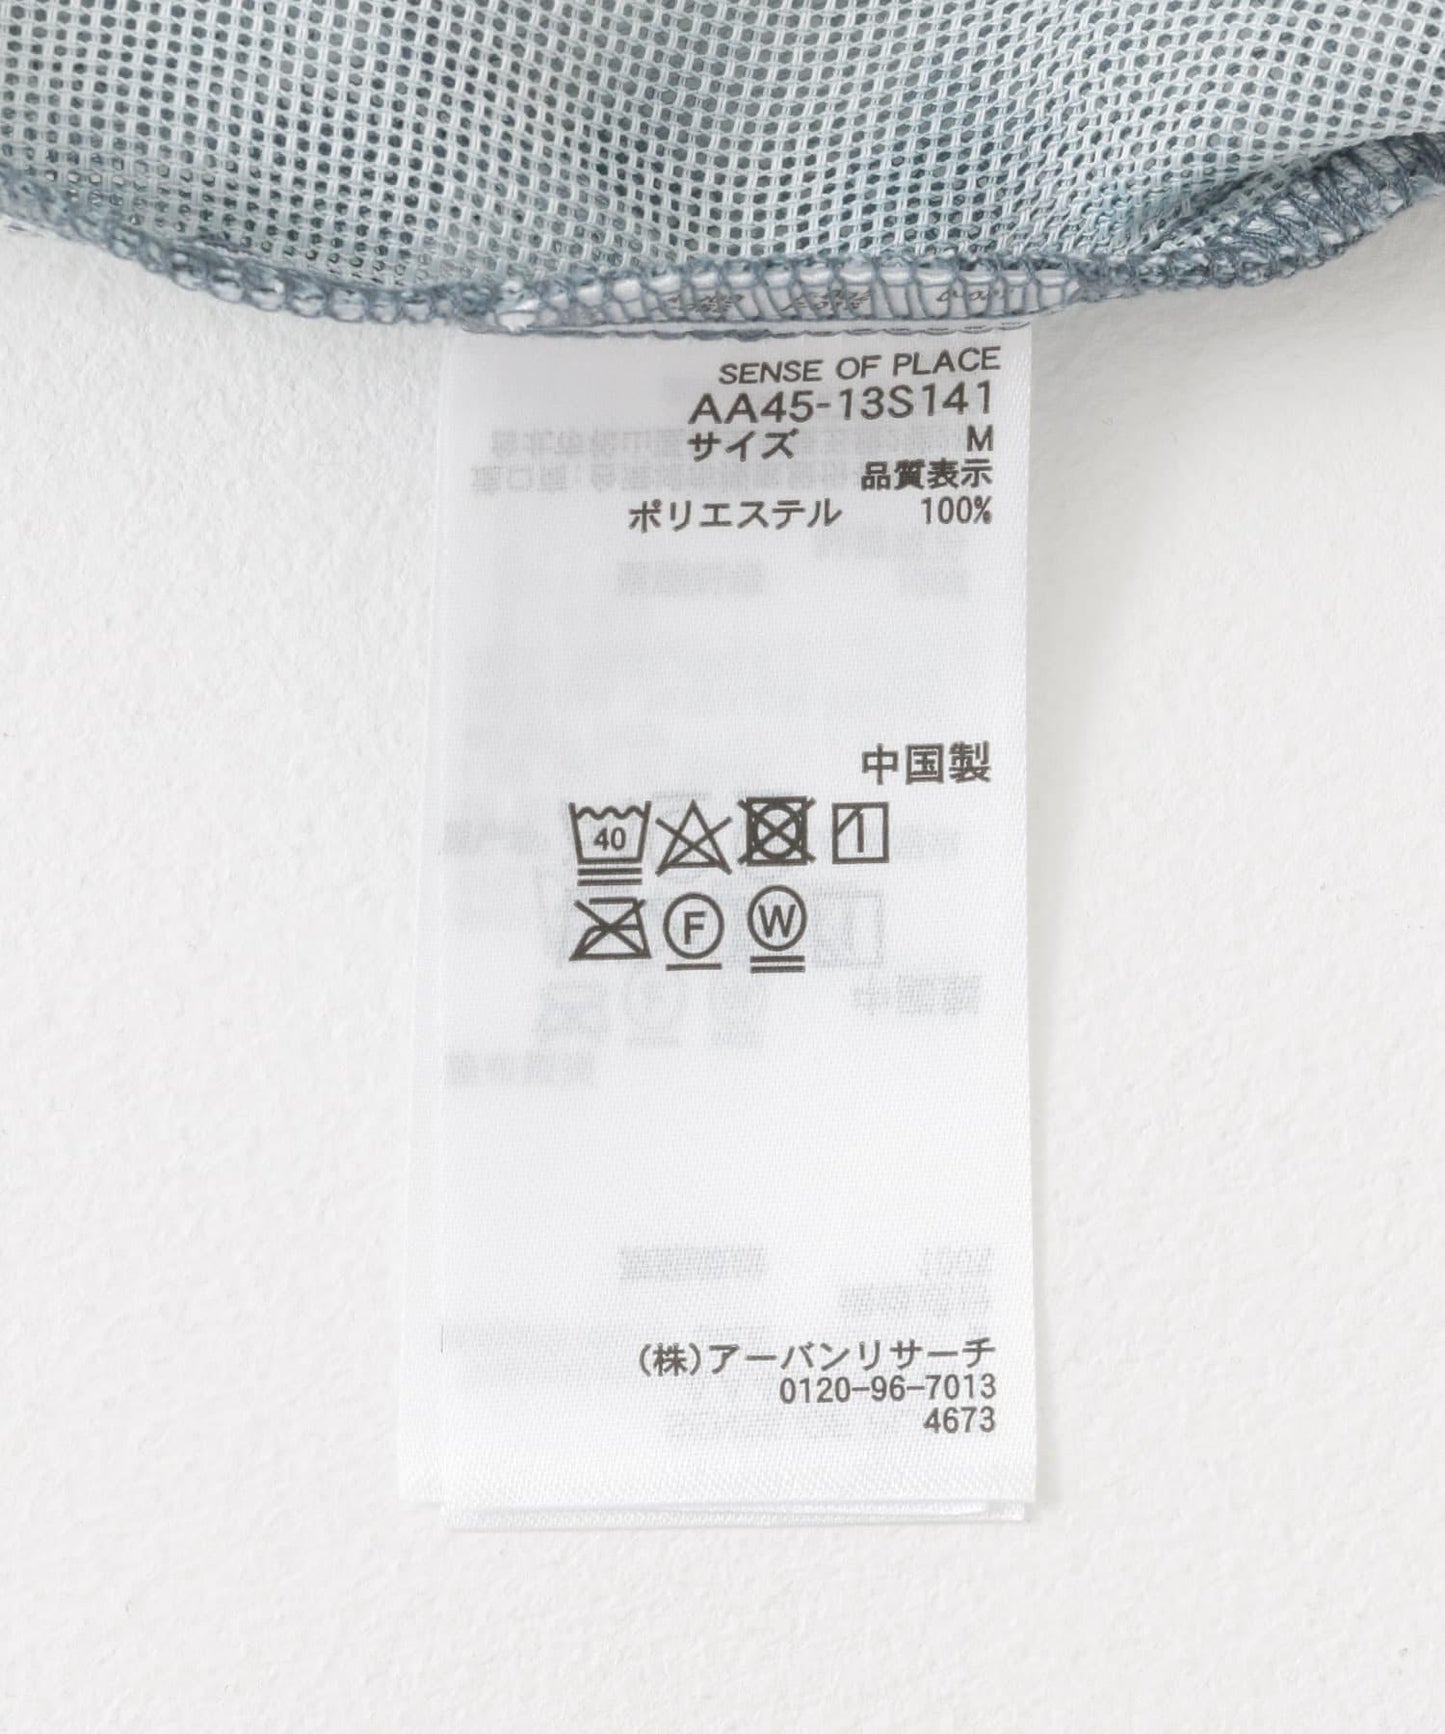 SENSE OF PLACE
AA45-13S141
サイズ M
品質表示
ポリエステル 100%
中国製
40
F W
(株)アーバンリサーチ
0120-96-7013
4673